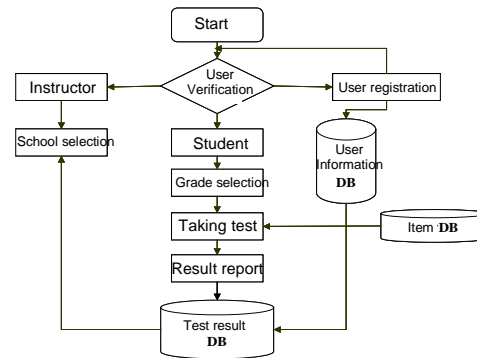 Start
User
Verification
Instructor
User registration
School selection
Student
User
Information
DB
Grade selection
Taking test
Item DB
Result report
Test result
DB